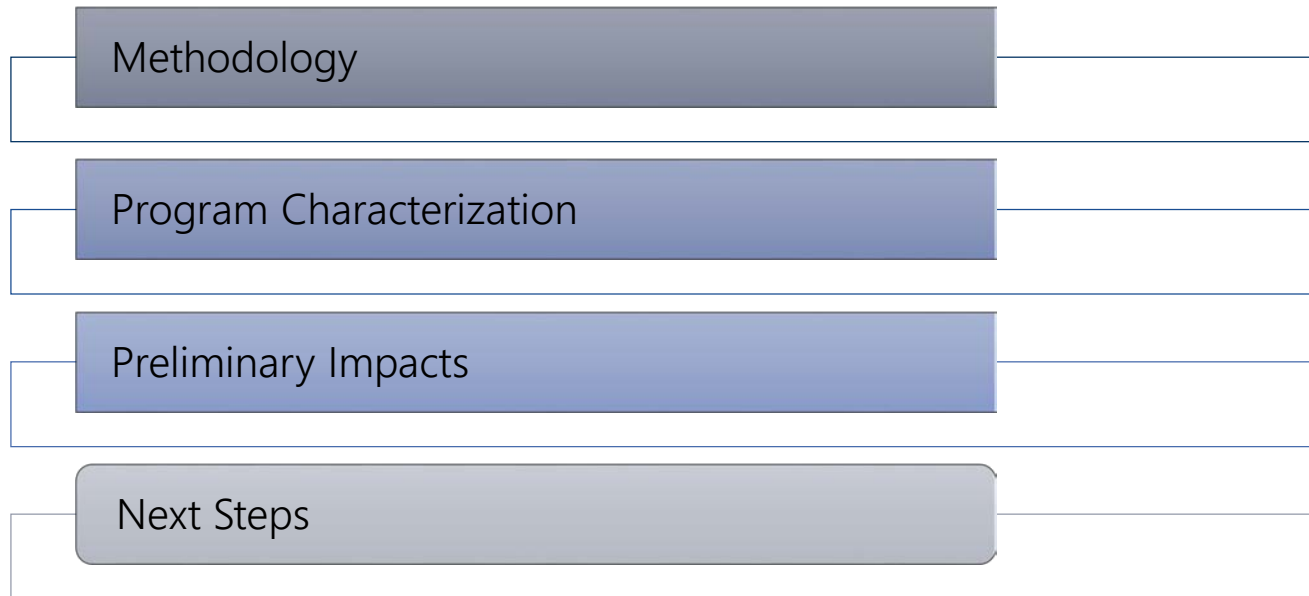 Methodology
Program Characterization
Preliminary Impacts
Next Steps